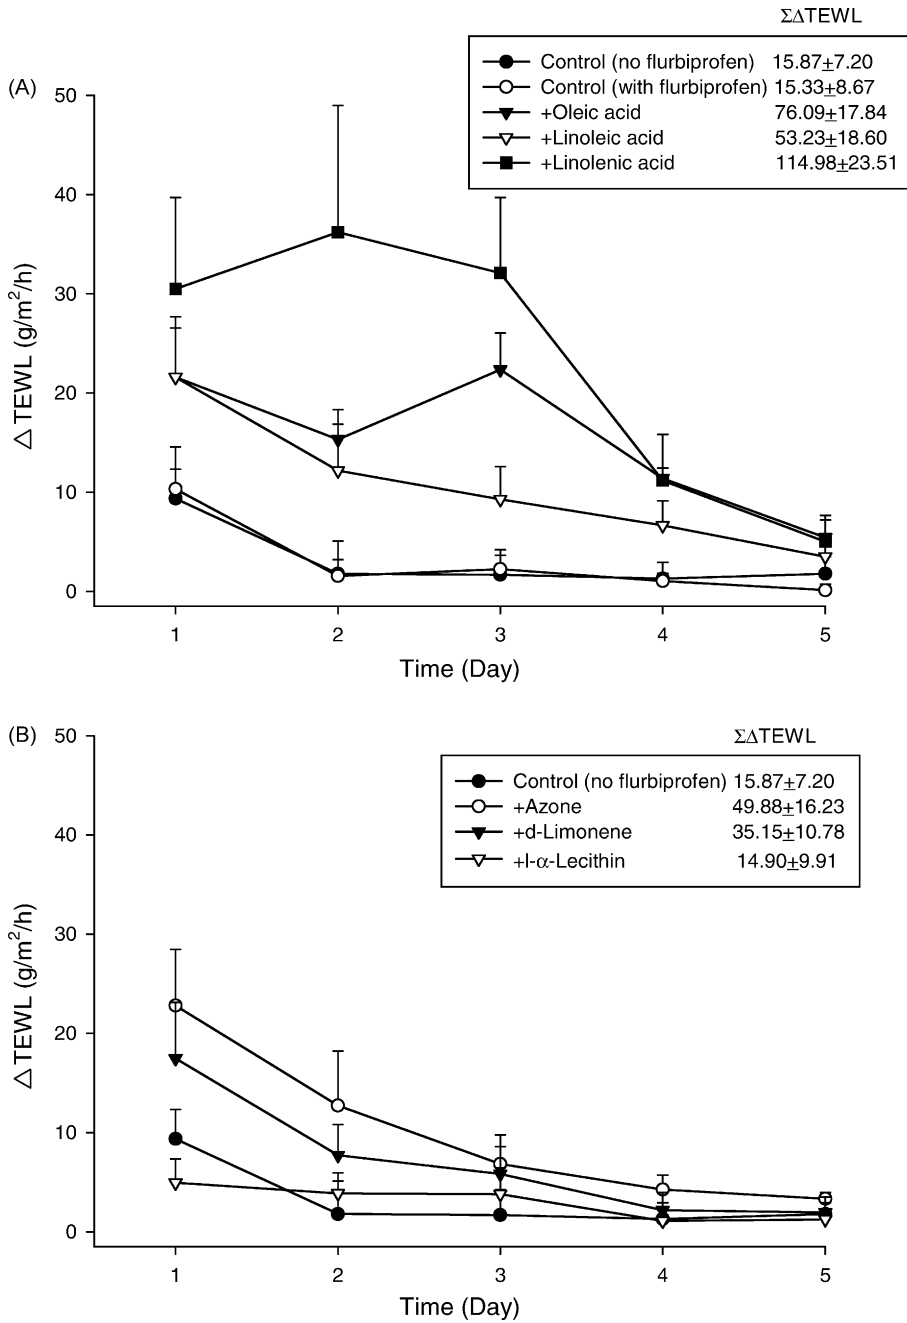 ΣΔTEWL
(A)
Control (no flurbiprofen) 15.87±7.20
Control (with flurbiprofen) 15.33±8.67
+Oleic acid 76.09±17.84
+Linoleic acid 53.23±18.60
+Linolenic acid 114.98±23.51
50
40
30
20
10
0
△ TEWL (g/m²/h)
1 2 3 4 5
Time (Day)
(B)
ΣΔTEWL
Control (no flurbiprofen) 15.87±7.20
+Azone 49.88±16.23
+d-Limonene 35.15±10.78
+l-α-Lecithin 14.90±9.91
50
40
30
20
10
0
△ TEWL (g/m²/h)
1 2 3 4 5
Time (Day)